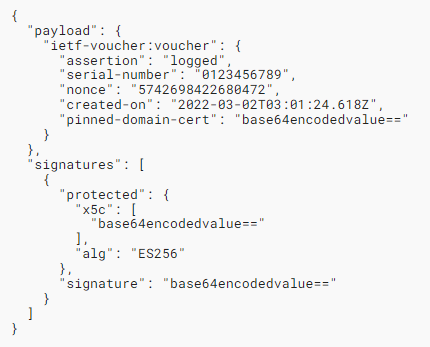 {
  "payload": {
    "ietf-voucher:voucher": {
      "assertion": "logged",
      "serial-number": "0123456789",
      "nonce": "5742698422680472",
      "created-on": "2022-03-02T03:01:24.618Z",
      "pinned-domain-cert": "base64encodedvalue=="
    }
  },
  "signatures": [
    {
      "protected": {
        "x5c": [
          "base64encodedvalue=="
        ],
        "alg": "ES256"
      },
      "signature": "base64encodedvalue=="
    }
  ]
}